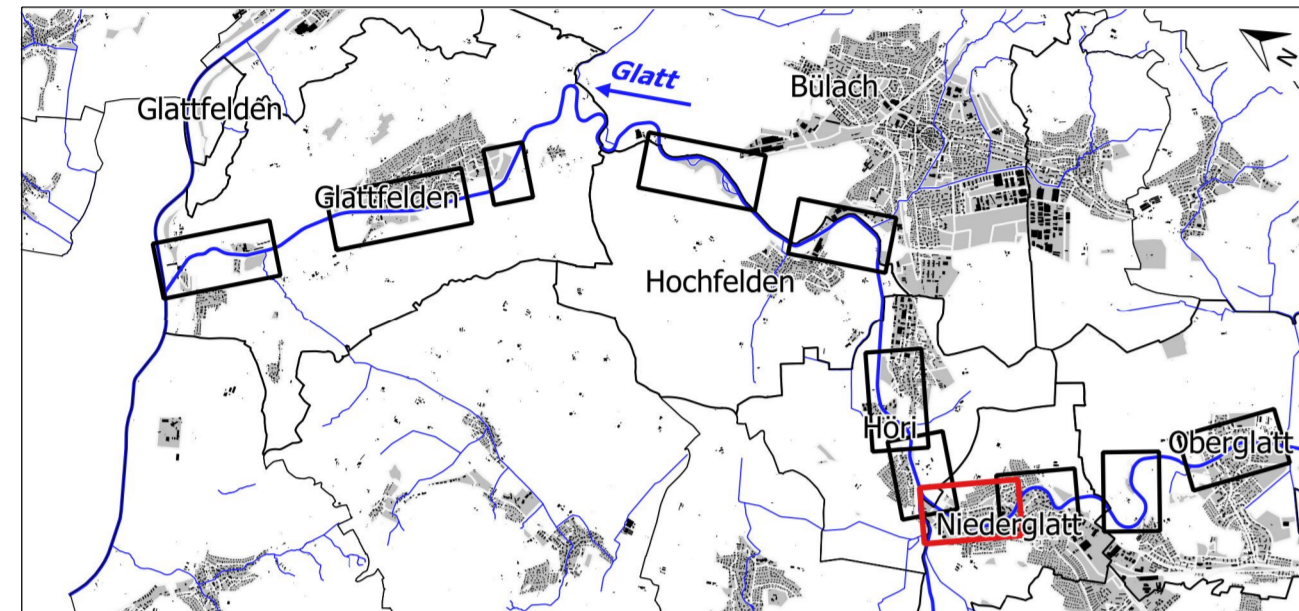 Glatt
N
Bülach
Glattfelden
Glattfelden
Hochfelden
Höri
Oberglatt
Niederglatt